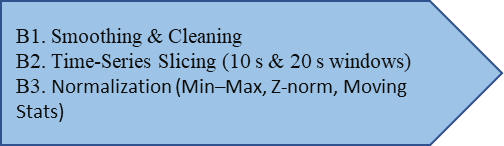 B1. Smoothing & Cleaning
B2. Time-Series Slicing (10 s & 20 s windows)
B3. Normalization (Min–Max, Z-norm, Moving
Stats)